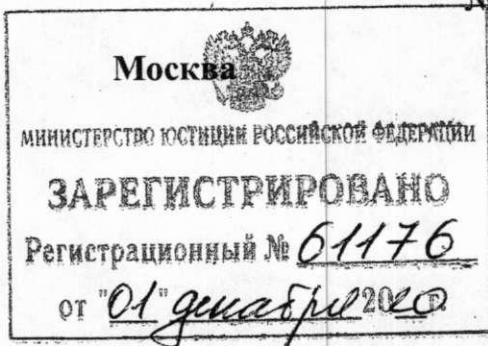 Москва
МИНИСТЕРСТВО ЮСТИЦИИ РОССИЙСКОЙ ФЕДЕРАЦИИ
ЗАРЕГИСТРИРОВАНО
Регистрационный № 61176
от "01" декабря 2020 г.